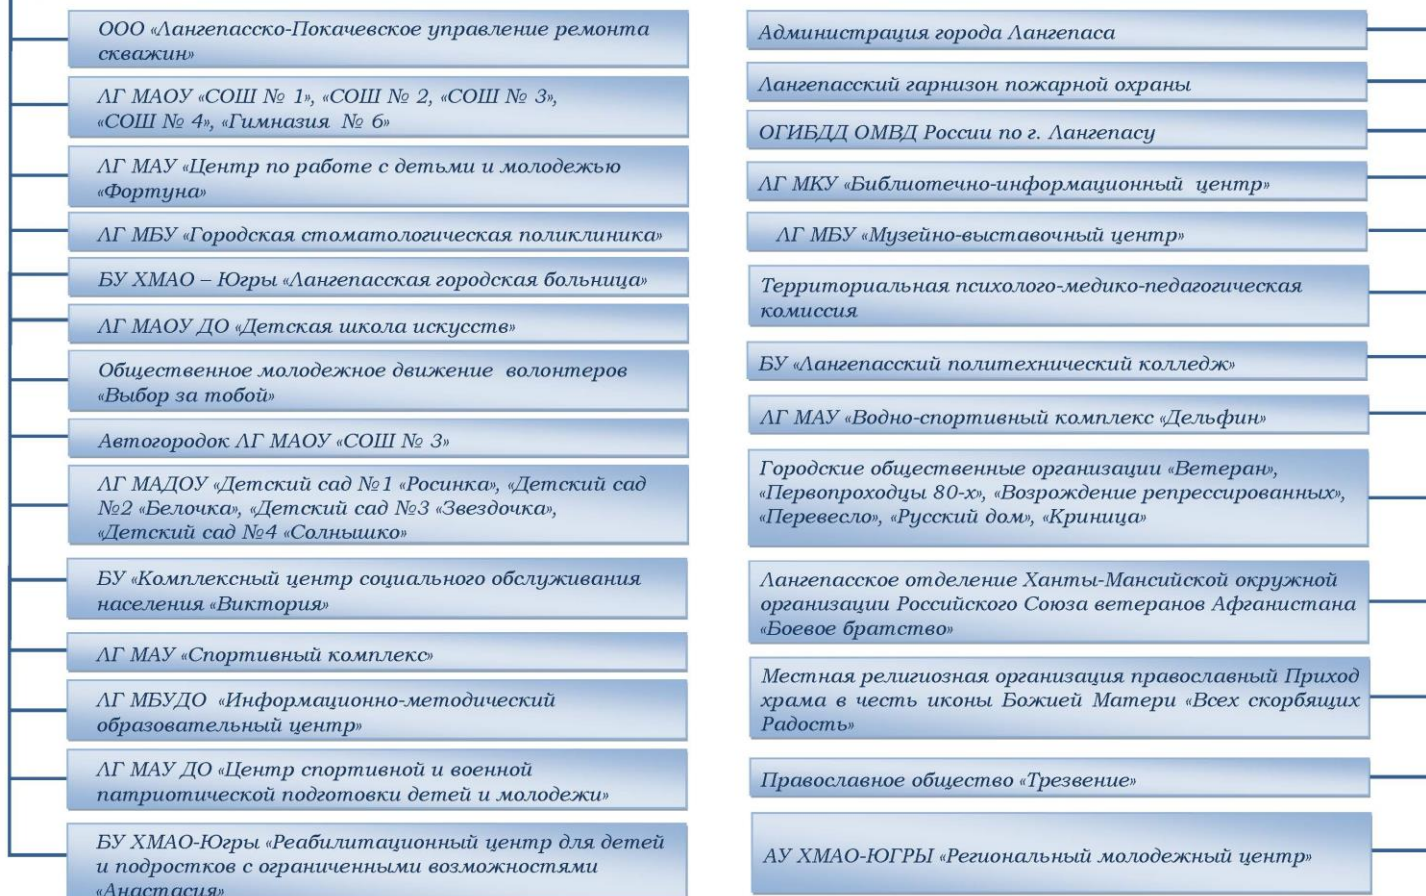 ООО «Лангепасско-Покачевское управление ремонта
скважин»
ЛГ МАОУ «СОШ № 1», «СОШ № 2, «СОШ № 3»,
«СОШ № 4», «Гимназия № 6»
ЛГ МАУ «Центр по работе с детьми и молодежью
«Фортуна»
ЛГ МБУ «Городская стоматологическая поликлиника»
БУ ХМАО – Югры «Лангепасская городская больница»
ЛГ МАОУ ДО «Детская школа искусств»
Общественное молодежное движение волонтеров
«Выбор за тобой»
Автогородок ЛГ МАОУ «СОШ № 3»
ЛГ МАДОУ «Детский сад №1 «Росинка», «Детский сад
№2 «Белочка», «Детский сад №3 «Звездочка»,
«Детский сад №4 «Солнышко»
БУ «Комплексный центр социального обслуживания
населения «Виктория»
ЛГ МАУ «Спортивный комплекс»
ЛГ МБУДО «Информационно-методический
образовательный центр»
ЛГ МАУ ДО «Центр спортивной и военной
патриотической подготовки детей и молодежи»
БУ ХМАО-Югры «Реабилитационный центр для детей
и подростков с ограниченными возможностями
«Анастасия»
Администрация города Лангепаса
Лангепасский гарнизон пожарной охраны
ОГИБДД ОМВД России по г. Лангепасу
ЛГ МКУ «Библиотечно-информационный центр»
ЛГ МБУ «Музейно-выставочный центр»
Территориальная психолого-медико-педагогическая
комиссия
БУ «Лангепасский политехнический колледж»
ЛГ МАУ «Водно-спортивный комплекс «Дельфин»
Городские общественные организации «Ветеран»,
«Первопроходцы 80-х», «Возрождение репрессированных»,
«Перевесло», «Русский дом», «Криница»
Лангепасское отделение Ханты-Мансийской окружной
организации Российского Союза ветеранов Афганистана
«Боевое братство»
Местная религиозная организация православный Приход
храма в честь иконы Божией Матери «Всех скорбящих
Радость»
Православное общество «Трезвение»
АУ ХМАО-ЮГРЫ «Региональный молодежный центр»